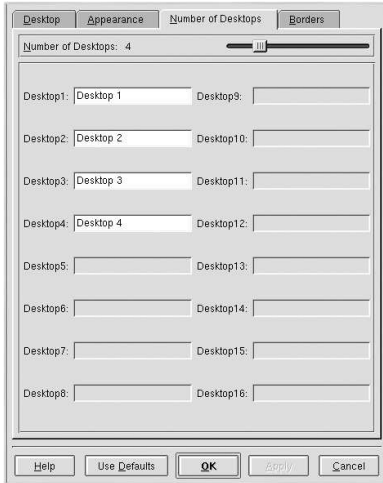 Desktop Appearance Number of Desktops Borders
Number of Desktops: 4
Desktop1: Desktop 1 Desktop9:
Desktop2: Desktop 2 Desktop10:
Desktop3: Desktop 3 Desktop11:
Desktop4: Desktop 4 Desktop12:
Desktop5: Desktop13:
Desktop6: Desktop14:
Desktop7: Desktop15:
Desktop8: Desktop16:
Help Use Defaults OK Apply Cancel